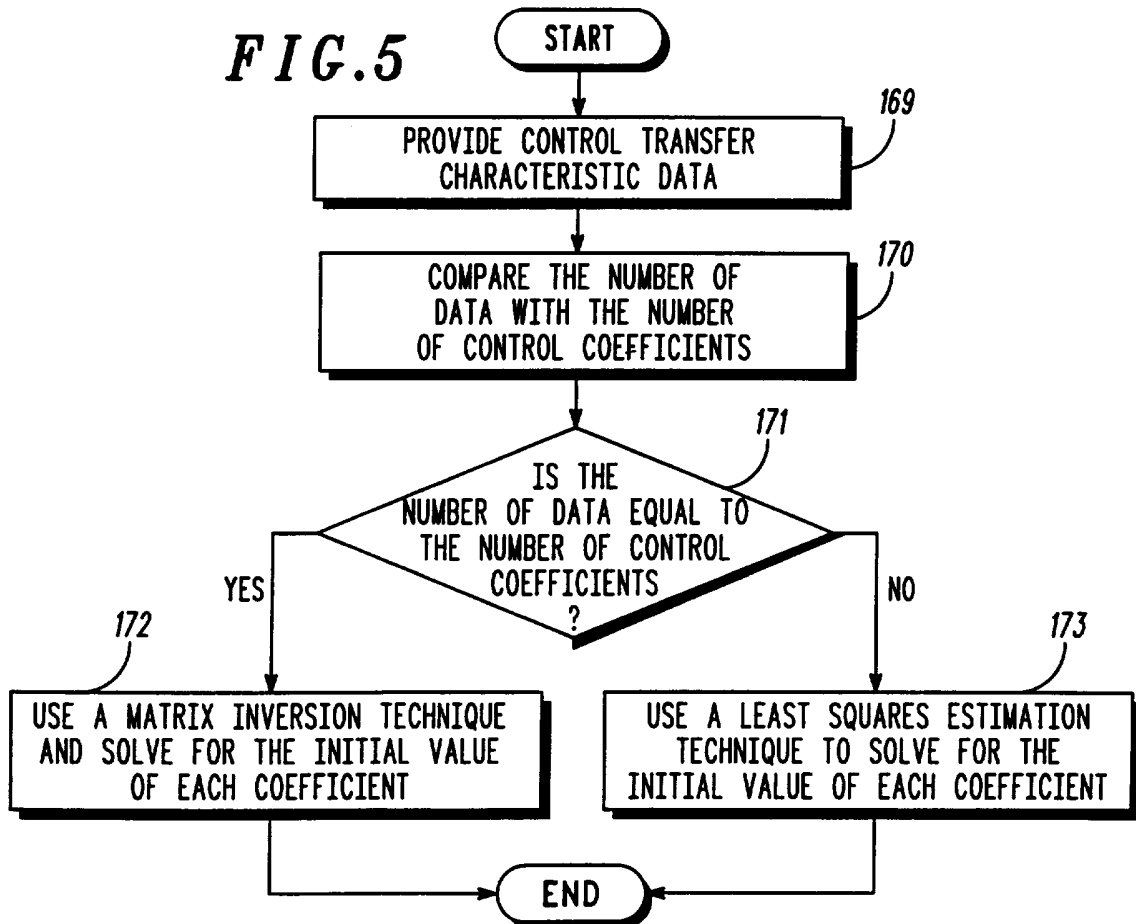 FIG.5
START
169
PROVIDE CONTROL TRANSFER
CHARACTERISTIC DATA
170
COMPARE THE NUMBER OF
DATA WITH THE NUMBER
OF CONTROL COEFFICIENTS
171
IS THE
NUMBER OF DATA EQUAL TO
THE NUMBER OF CONTROL
COEFFICIENTS
?
YES
NO
172
USE A MATRIX INVERSION TECHNIQUE
AND SOLVE FOR THE INITIAL VALUE
OF EACH COEFFICIENT
173
USE A LEAST SQUARES ESTIMATION
TECHNIQUE TO SOLVE FOR THE
INITIAL VALUE OF EACH COEFFICIENT
END